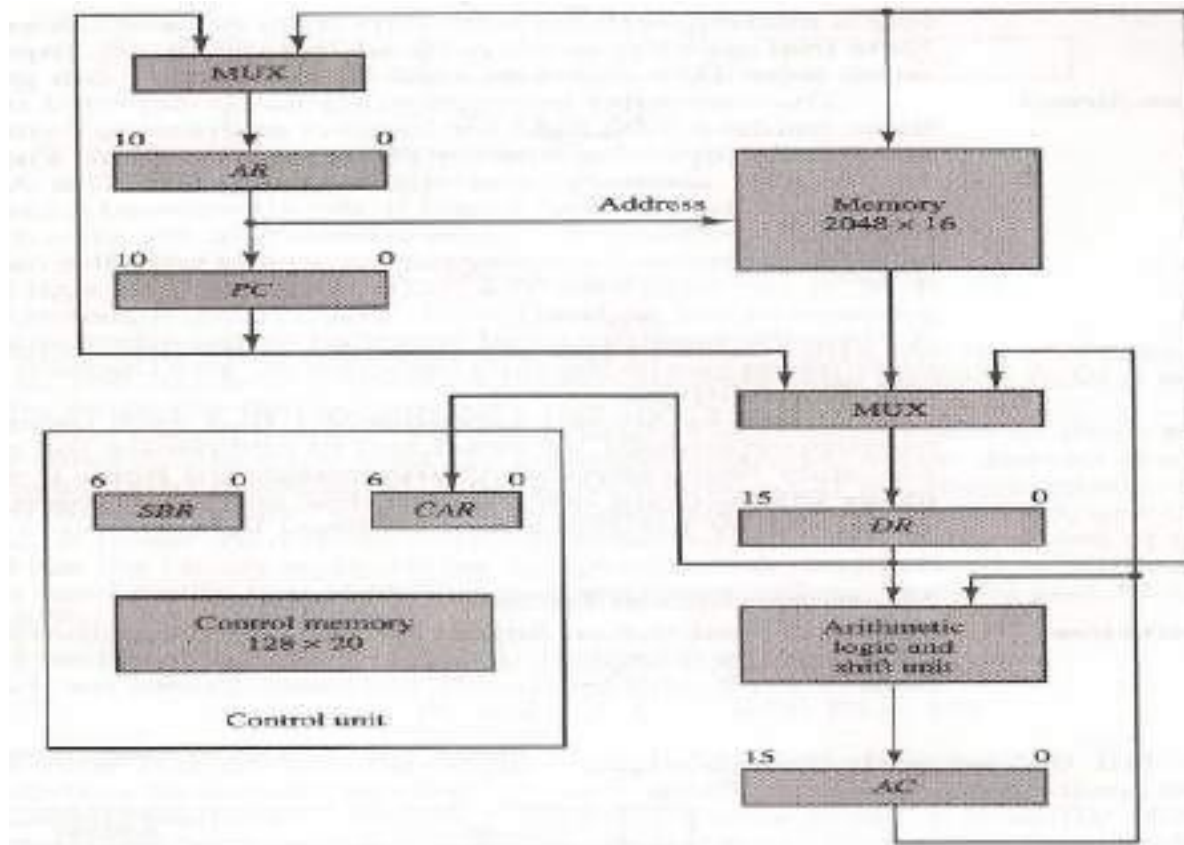 MUX
10 0
AR
Address
Memory
2048 × 16
10 0
PC
MUX
6 0
SBR
6 0
CAR
15 0
DR
Control memory
128 × 20
Arithmetic
logic and
shift unit
Control unit
15 0
AC